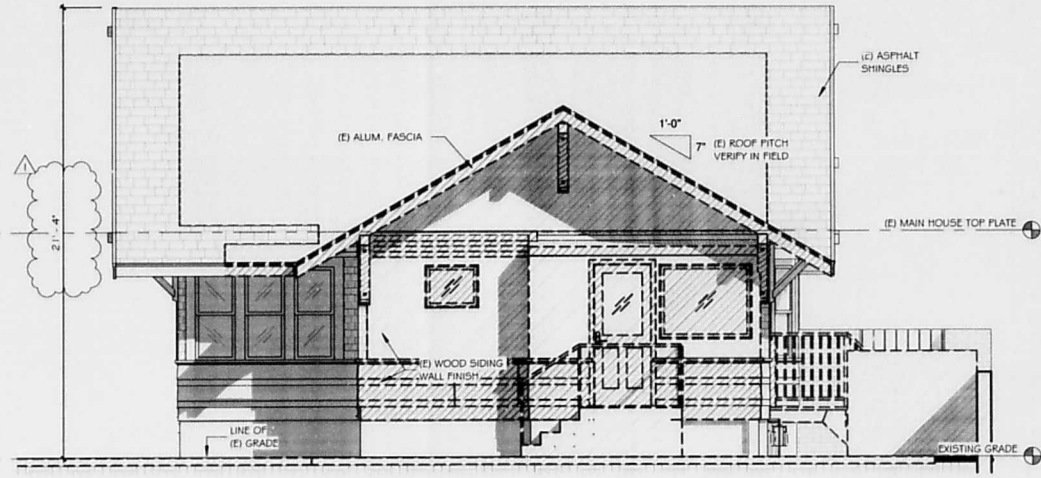 (E) ASPHALT
SHINGLES
1'-0"
(E) ALUM. FASCIA
7"
(E) ROOF PITCH
VERIFY IN FIELD
1
21'-4"
(E) MAIN HOUSE TOP PLATE
(E) WOOD SIDING
WALL FINISH
LINE OF
(E) GRADE
EXISTING GRADE